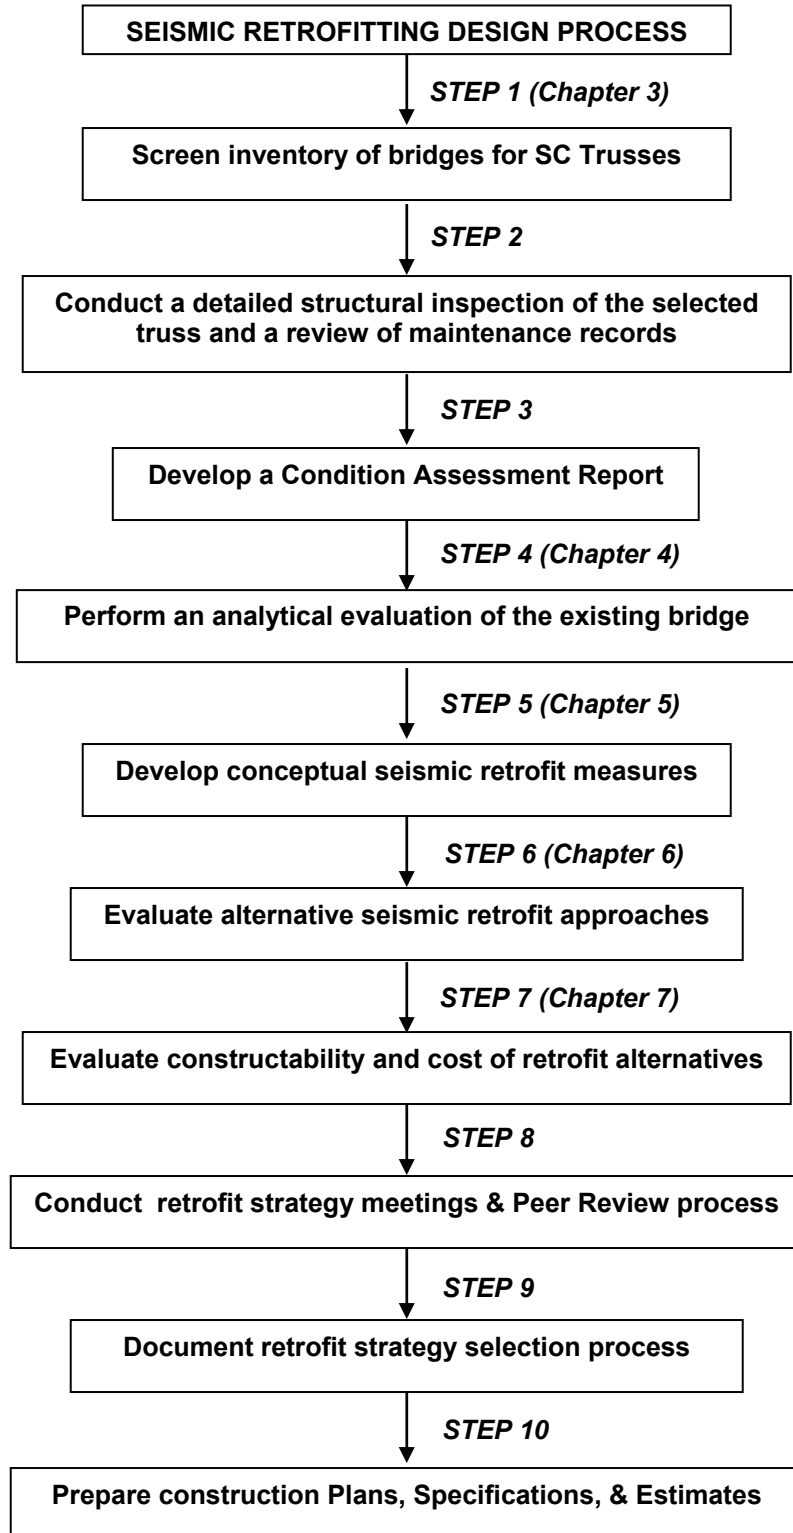 SEISMIC RETROFITTING DESIGN PROCESS
STEP 1 (Chapter 3)
Screen inventory of bridges for SC Trusses
STEP 2
Conduct a detailed structural inspection of the selected
truss and a review of maintenance records
STEP 3
Develop a Condition Assessment Report
STEP 4 (Chapter 4)
Perform an analytical evaluation of the existing bridge
STEP 5 (Chapter 5)
Develop conceptual seismic retrofit measures
STEP 6 (Chapter 6)
Evaluate alternative seismic retrofit approaches
STEP 7 (Chapter 7)
Evaluate constructability and cost of retrofit alternatives
STEP 8
Conduct  retrofit strategy meetings & Peer Review process
STEP 9
Document retrofit strategy selection process
STEP 10
Prepare construction Plans, Specifications, & Estimates